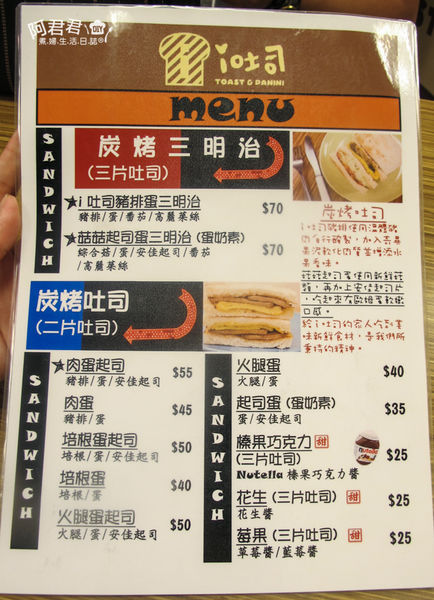 阿君君 DIY
煮.婦.生.活.日.誌®
i吐司
TOAST & PANINI
menu
SANDWICH
炭烤三明治
(三片吐司)
★i吐司豬排蛋三明治 $70
豬排/蛋/番茄/高麗菜絲
★菇菇起司蛋三明治(蛋奶素) $70
綜合菇/蛋/安佳起司/番茄
/高麗菜絲
炭烤吐司
炭烤吐司
(二片吐司)
SANDWICH
★肉蛋起司 $55
豬排/蛋/安佳起司
肉蛋 $45
豬排/蛋
培根蛋起司 $50
培根/蛋/安佳起司
培根蛋 $40
培根/蛋
火腿蛋起司 $50
火腿/蛋/安佳起司
SANDWICH
火腿蛋 $40
火腿/蛋
起司蛋(蛋奶素) $35
蛋/安佳起司
榛果巧克力 甜
(三片吐司) $25
nutella
Nutella 榛果巧克力醬
花生(三片吐司) 甜 $25
花生醬
莓果(三片吐司) 甜 $25
草莓醬/藍莓醬